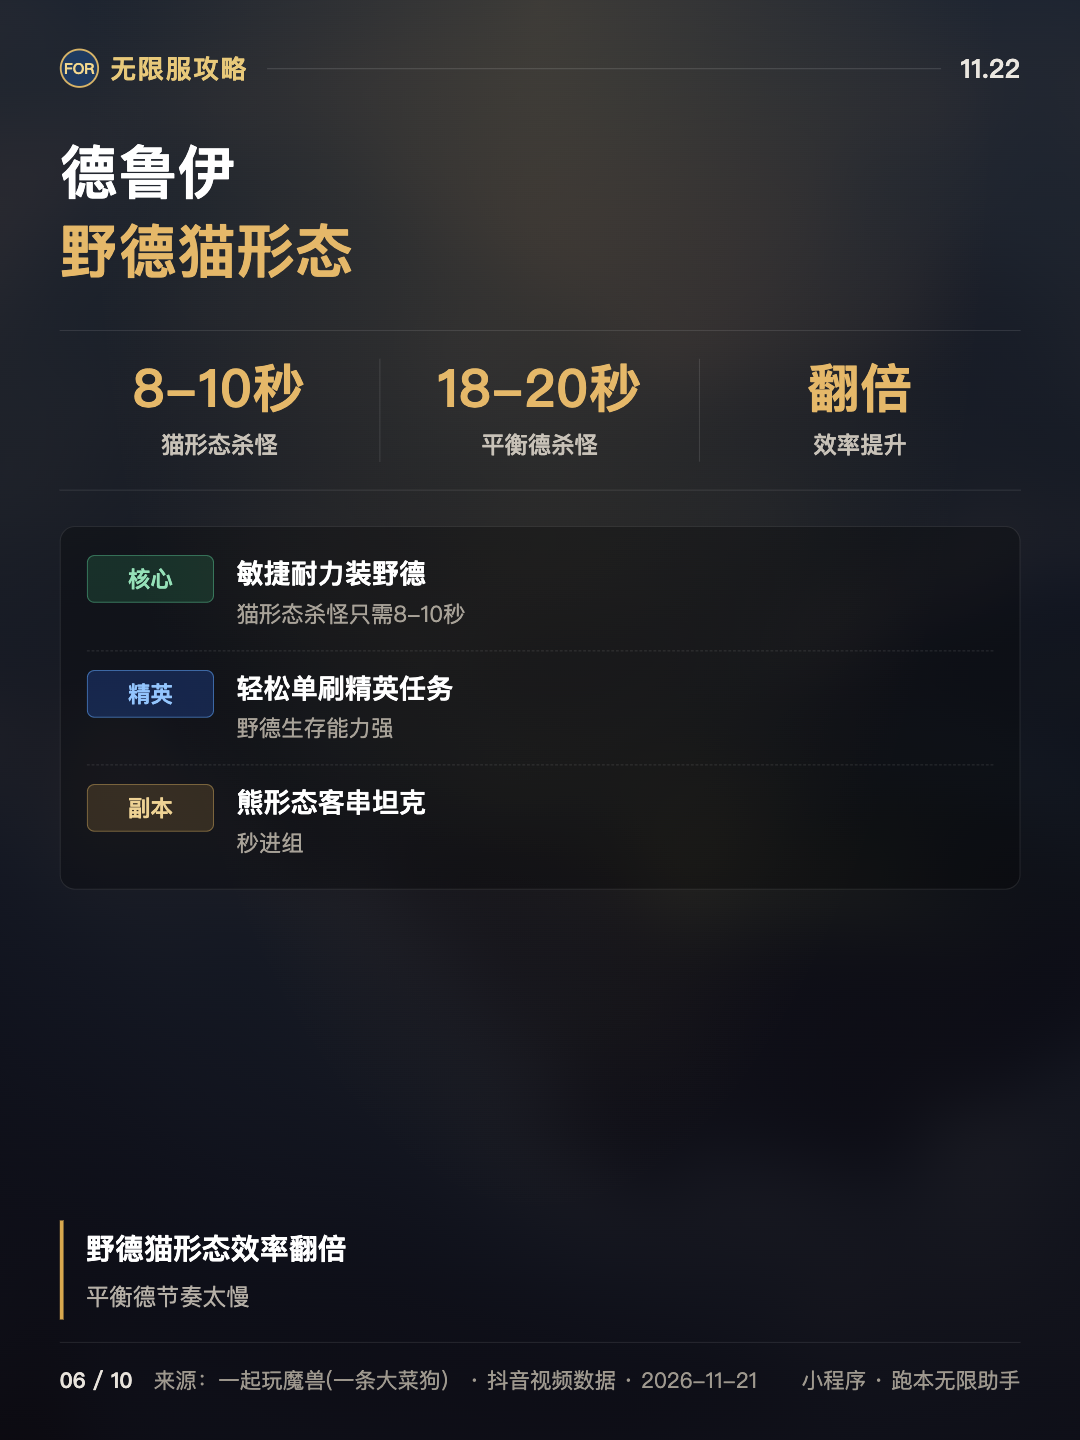 FOR 无限服攻略 11.22
德鲁伊
野德猫形态
8–10秒 18–20秒 翻倍
猫形态杀怪 平衡德杀怪 效率提升
核心 敏捷耐力装野德
猫形态杀怪只需8–10秒
精英 轻松单刷精英任务
野德生存能力强
副本 熊形态客串坦克
秒进组
野德猫形态效率翻倍
平衡德节奏太慢
06 / 10 来源：一起玩魔兽(一条大菜狗) · 抖音视频数据 · 2026–11–21 小程序 · 跑本无限助手